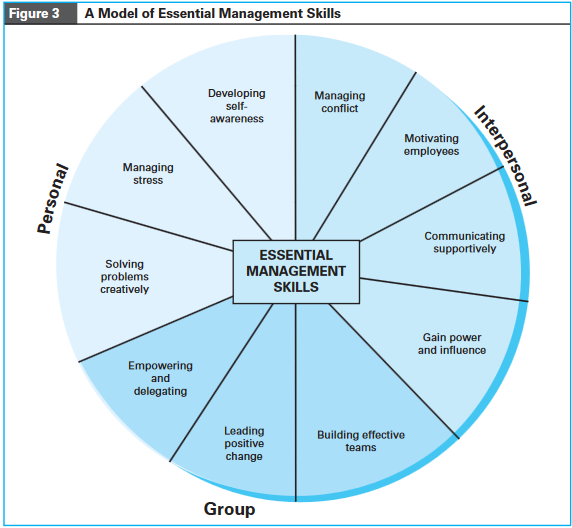 Figure 3 A Model of Essential Management Skills
Developing
self-
awareness
Managing
conflict
Motivating
employees
Interpersonal
Managing
stress
Personal
Communicating
supportively
ESSENTIAL
MANAGEMENT
SKILLS
Solving
problems
creatively
Gain power
and influence
Empowering
and
delegating
Leading
positive
change
Building effective
teams
Group